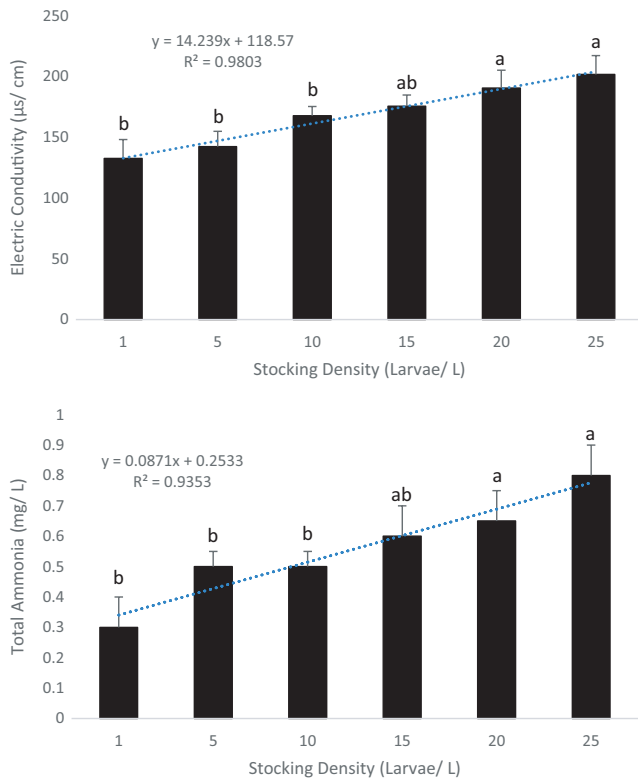 y = 14.239x + 118.57
R² = 0.9803
250
200
150
100
50
0
b
b
b
ab
a
a
Electric Condutivity (µs/ cm)
1 5 10 15 20 25
Stocking Density (Larvae/ L)
y = 0.0871x + 0.2533
R² = 0.9353
1
0.9
0.8
0.7
0.6
0.5
0.4
0.3
0.2
0.1
0
b
b
b
ab
a
a
Total Ammonia (mg/ L)
1 5 10 15 20 25
Stocking Density (Larvae/ L)